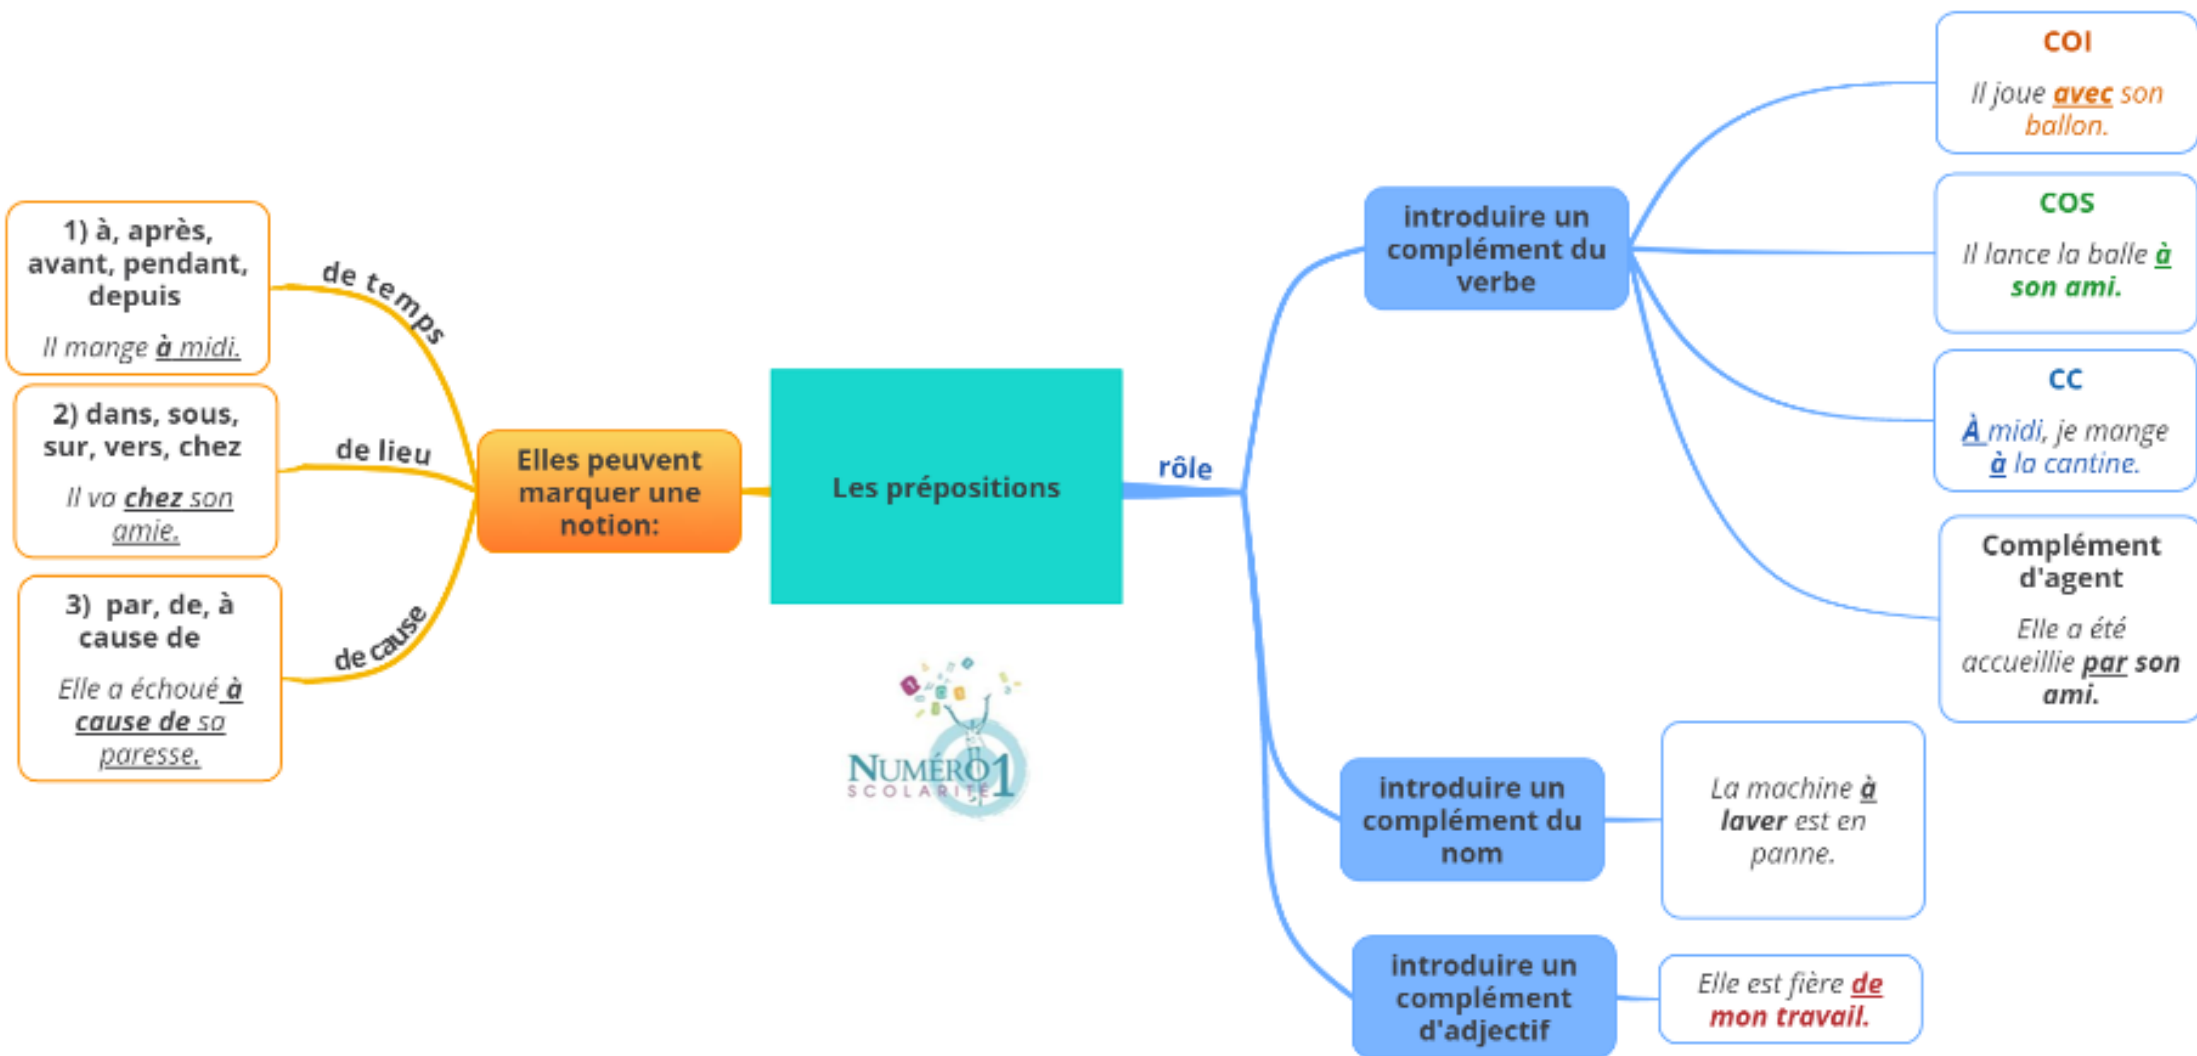 Les prépositions
Elles peuvent
marquer une
notion:
de temps
1) à, après,
avant, pendant,
depuis
Il mange à midi.
de lieu
2) dans, sous,
sur, vers, chez
Il va chez son
amie.
de cause
3) par, de, à
cause de
Elle a échoué à
cause de sa
paresse.
rôle
introduire un
complément du
verbe
COI
Il joue avec son
ballon.
COS
Il lance la balle à
son ami.
CC
À midi, je mange
à la cantine.
Complément
d'agent
Elle a été
accueillie par son
ami.
introduire un
complément du
nom
La machine à
laver est en
panne.
introduire un
complément
d'adjectif
Elle est fière de
mon travail.
NUMÉRO 1
SCOLARITÉ